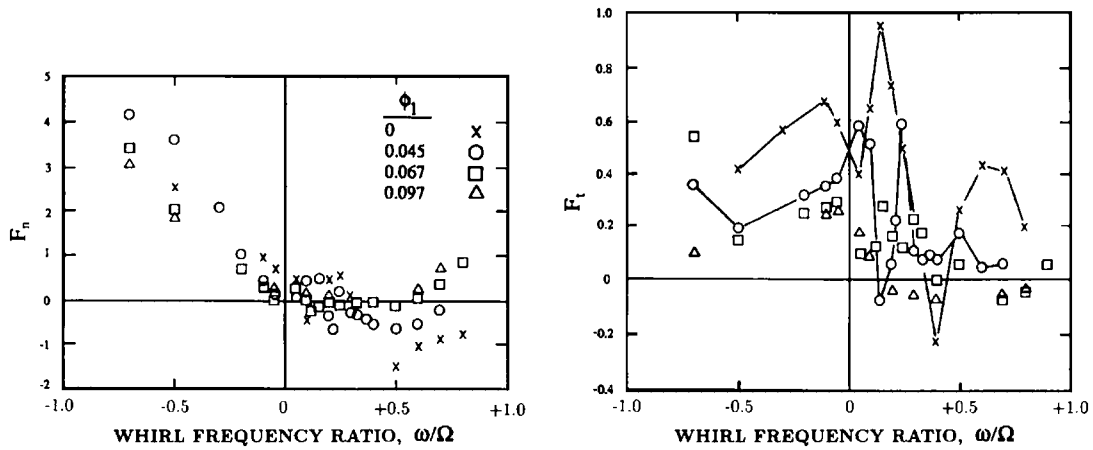 5
4
3
2
1
0
-1
-2
F_n
ϕ_1
0
0.045
0.067
0.097
-1.0 -0.5 0 +0.5 +1.0
WHIRL FREQUENCY RATIO, ω/Ω
1.0
0.8
0.6
0.4
0.2
0
-0.2
-0.4
F_t
-1.0 -0.5 0 +0.5 +1.0
WHIRL FREQUENCY RATIO, ω/Ω